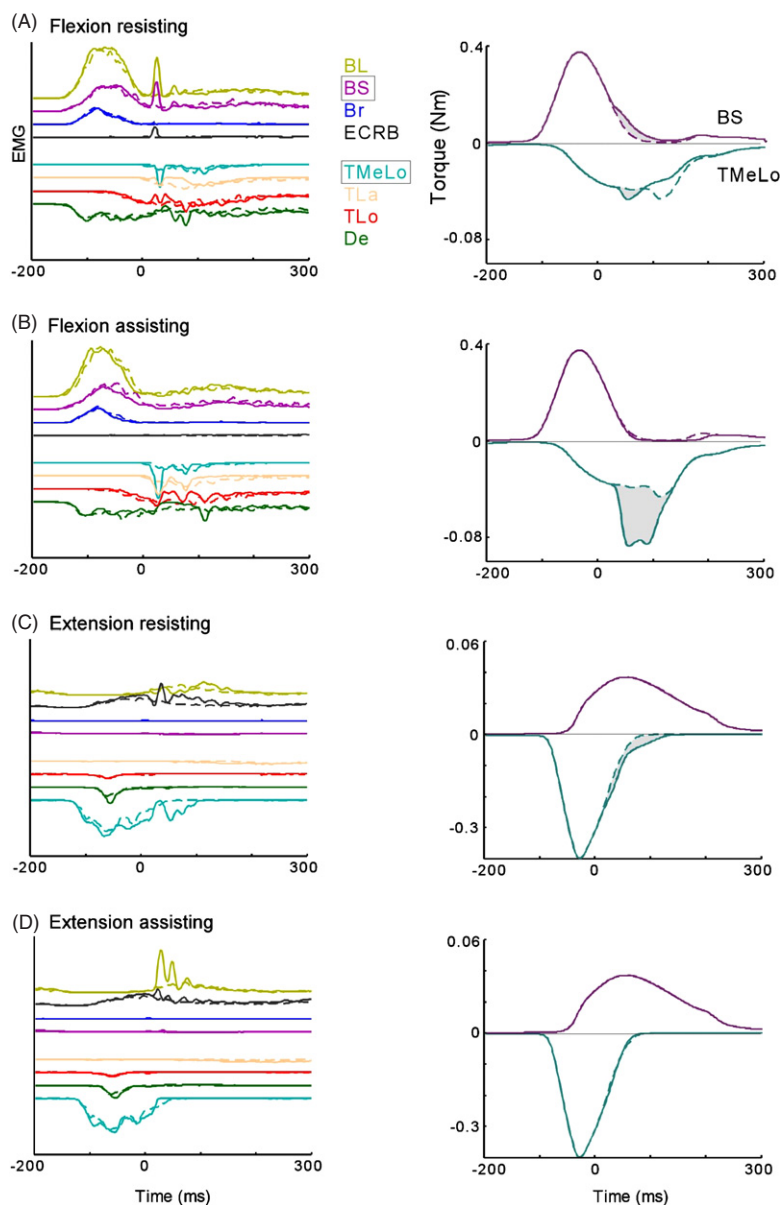 (A) Flexion resisting
EMG
-200 0 300
BL
BS
Br
ECRB
TMeLo
TLa
TLo
De
Torque (Nm)
0.4
0
-0.08
-200 0 300
BS
TMeLo
(B) Flexion assisting
-200 0 300
0.4
0
-0.08
-200 0 300
(C) Extension resisting
-200 0 300
0.06
0
-0.3
-200 0 300
(D) Extension assisting
-200 0 300
Time (ms)
0.06
0
-0.3
-200 0 300
Time (ms)